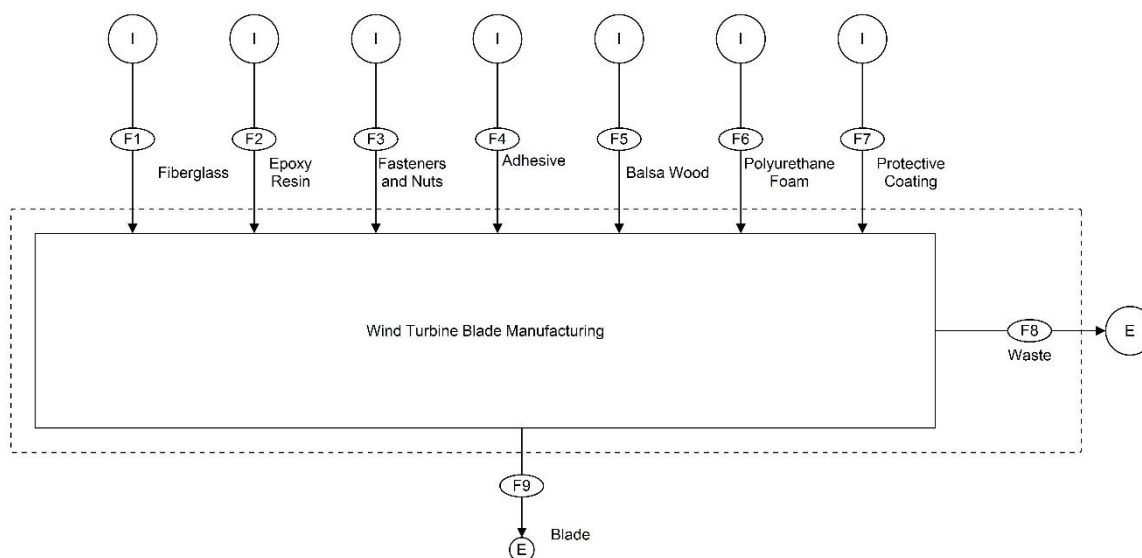 I I I I I I I
F1 F2 F3 F4 F5 F6 F7
Fiberglass
Epoxy
Resin
Fasteners
and Nuts
Adhesive
Balsa Wood
Polyurethane
Foam
Protective
Coating
Wind Turbine Blade Manufacturing
F8
E
Waste
F9
Blade
E